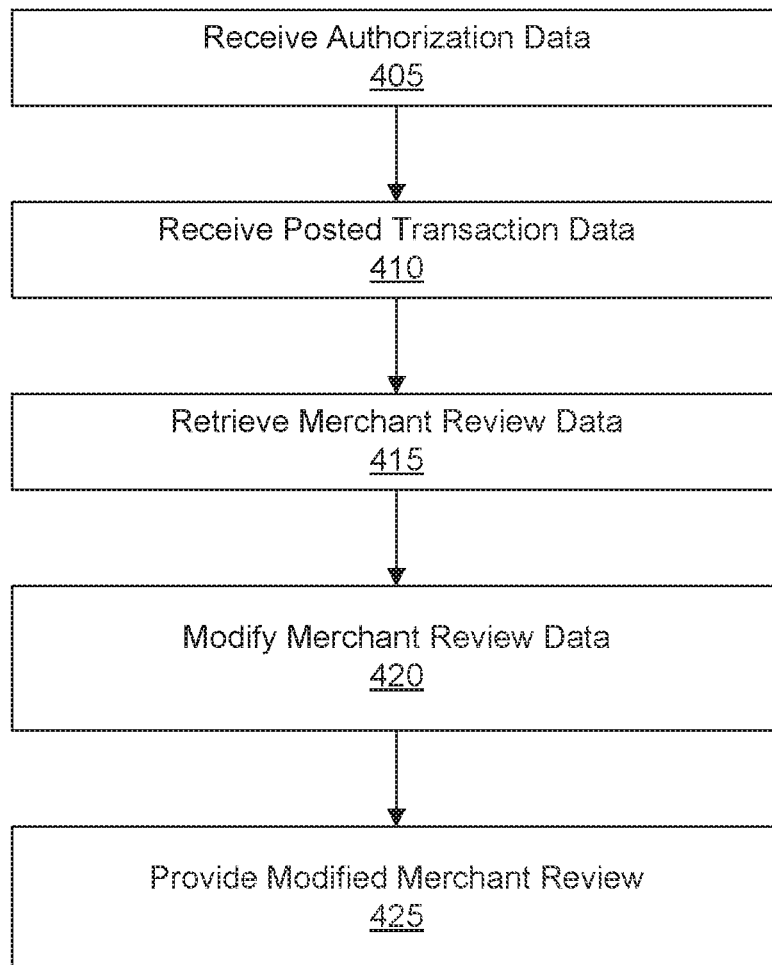 Receive Authorization Data
405
Receive Posted Transaction Data
410
Retrieve Merchant Review Data
415
Modify Merchant Review Data
420
Provide Modified Merchant Review
425